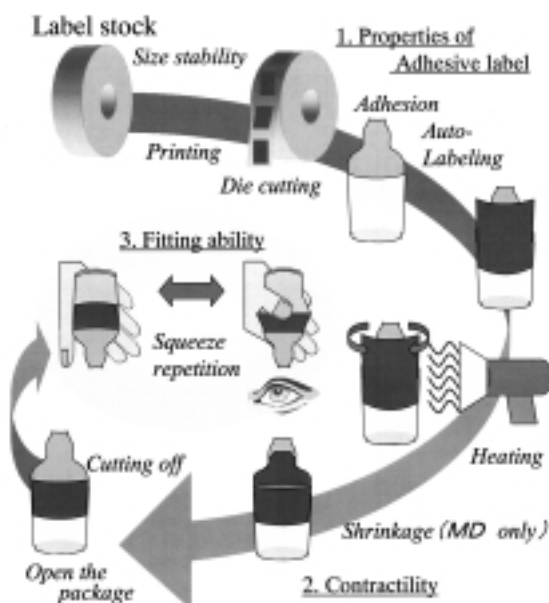 Label stock
Size stability
1. Properties of
Adhesive label
Adhesion
Auto-
Labeling
Printing
Die cutting
3. Fitting ability
Squeeze
repetition
Heating
Cutting off
Shrinkage (MD only)
Open the
package
2. Contractility